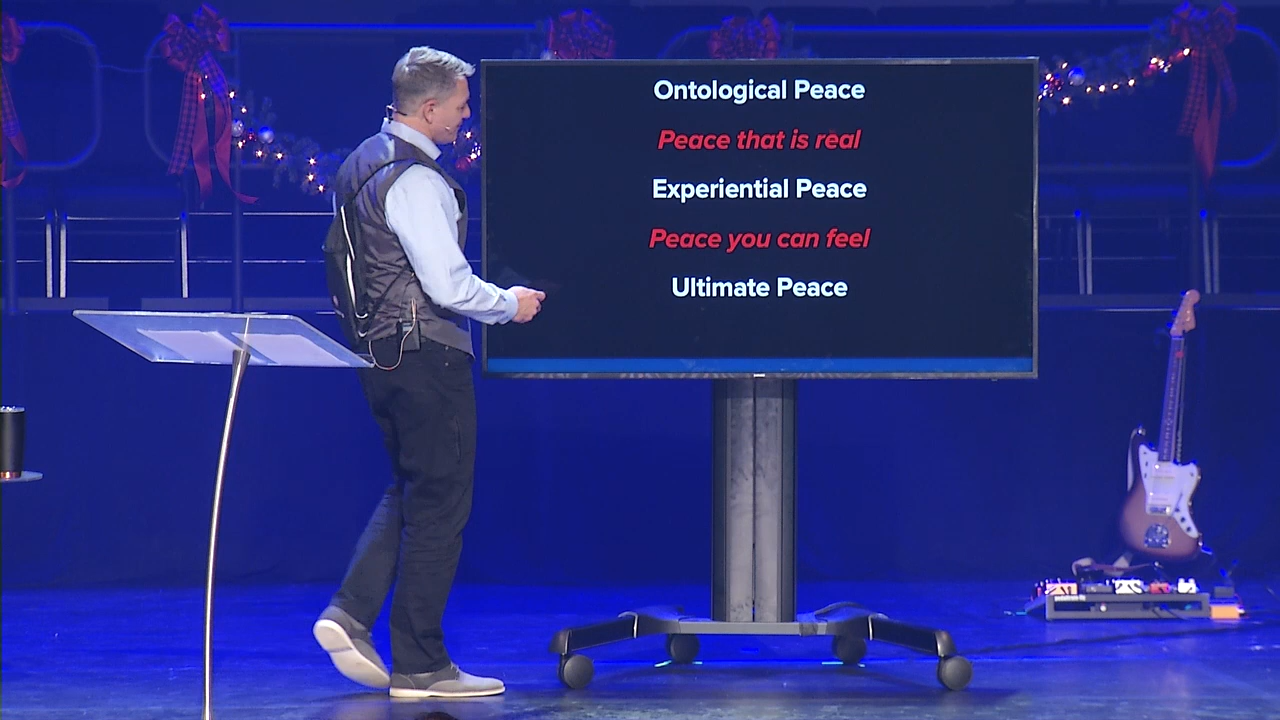 Ontological Peace
Peace that is real
Experiential Peace
Peace you can feel
Ultimate Peace